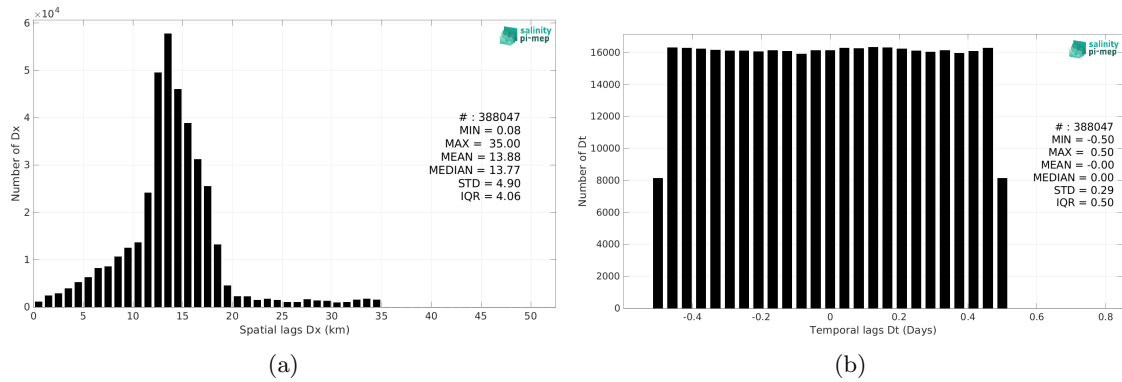 6 ×10⁴
5
4
3
2
1
0
0 5 10 15 20 25 30 35 40 45 50
Number of Dx
Spatial lags Dx (km)
salinity
pi-mep
# : 388047
MIN = 0.08
MAX = 35.00
MEAN = 13.88
MEDIAN = 13.77
STD = 4.90
IQR = 4.06
(a)
16000
14000
12000
10000
8000
6000
4000
2000
0
-0.4 -0.2 0 0.2 0.4 0.6 0.8
Number of Dt
Temporal lags Dt (Days)
salinity
pi-mep
# : 388047
MIN = -0.50
MAX = 0.50
MEAN = -0.00
MEDIAN = 0.00
STD = 0.29
IQR = 0.50
(b)